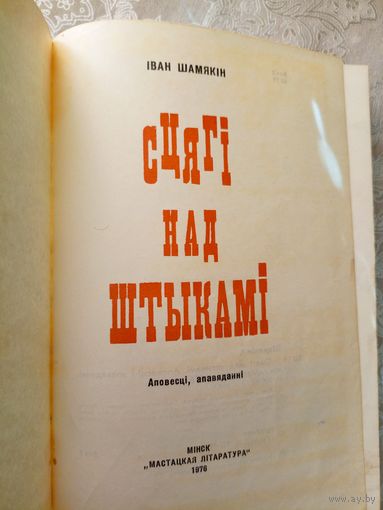 ІВАН ШАМЯКІН
СЦЯГІ
НАД
ШТЫКАМІ
Аповесці, апавяданні
МІНСК
„МАСТАЦКАЯ ЛІТАРАТУРА"
1976
www.ay.by